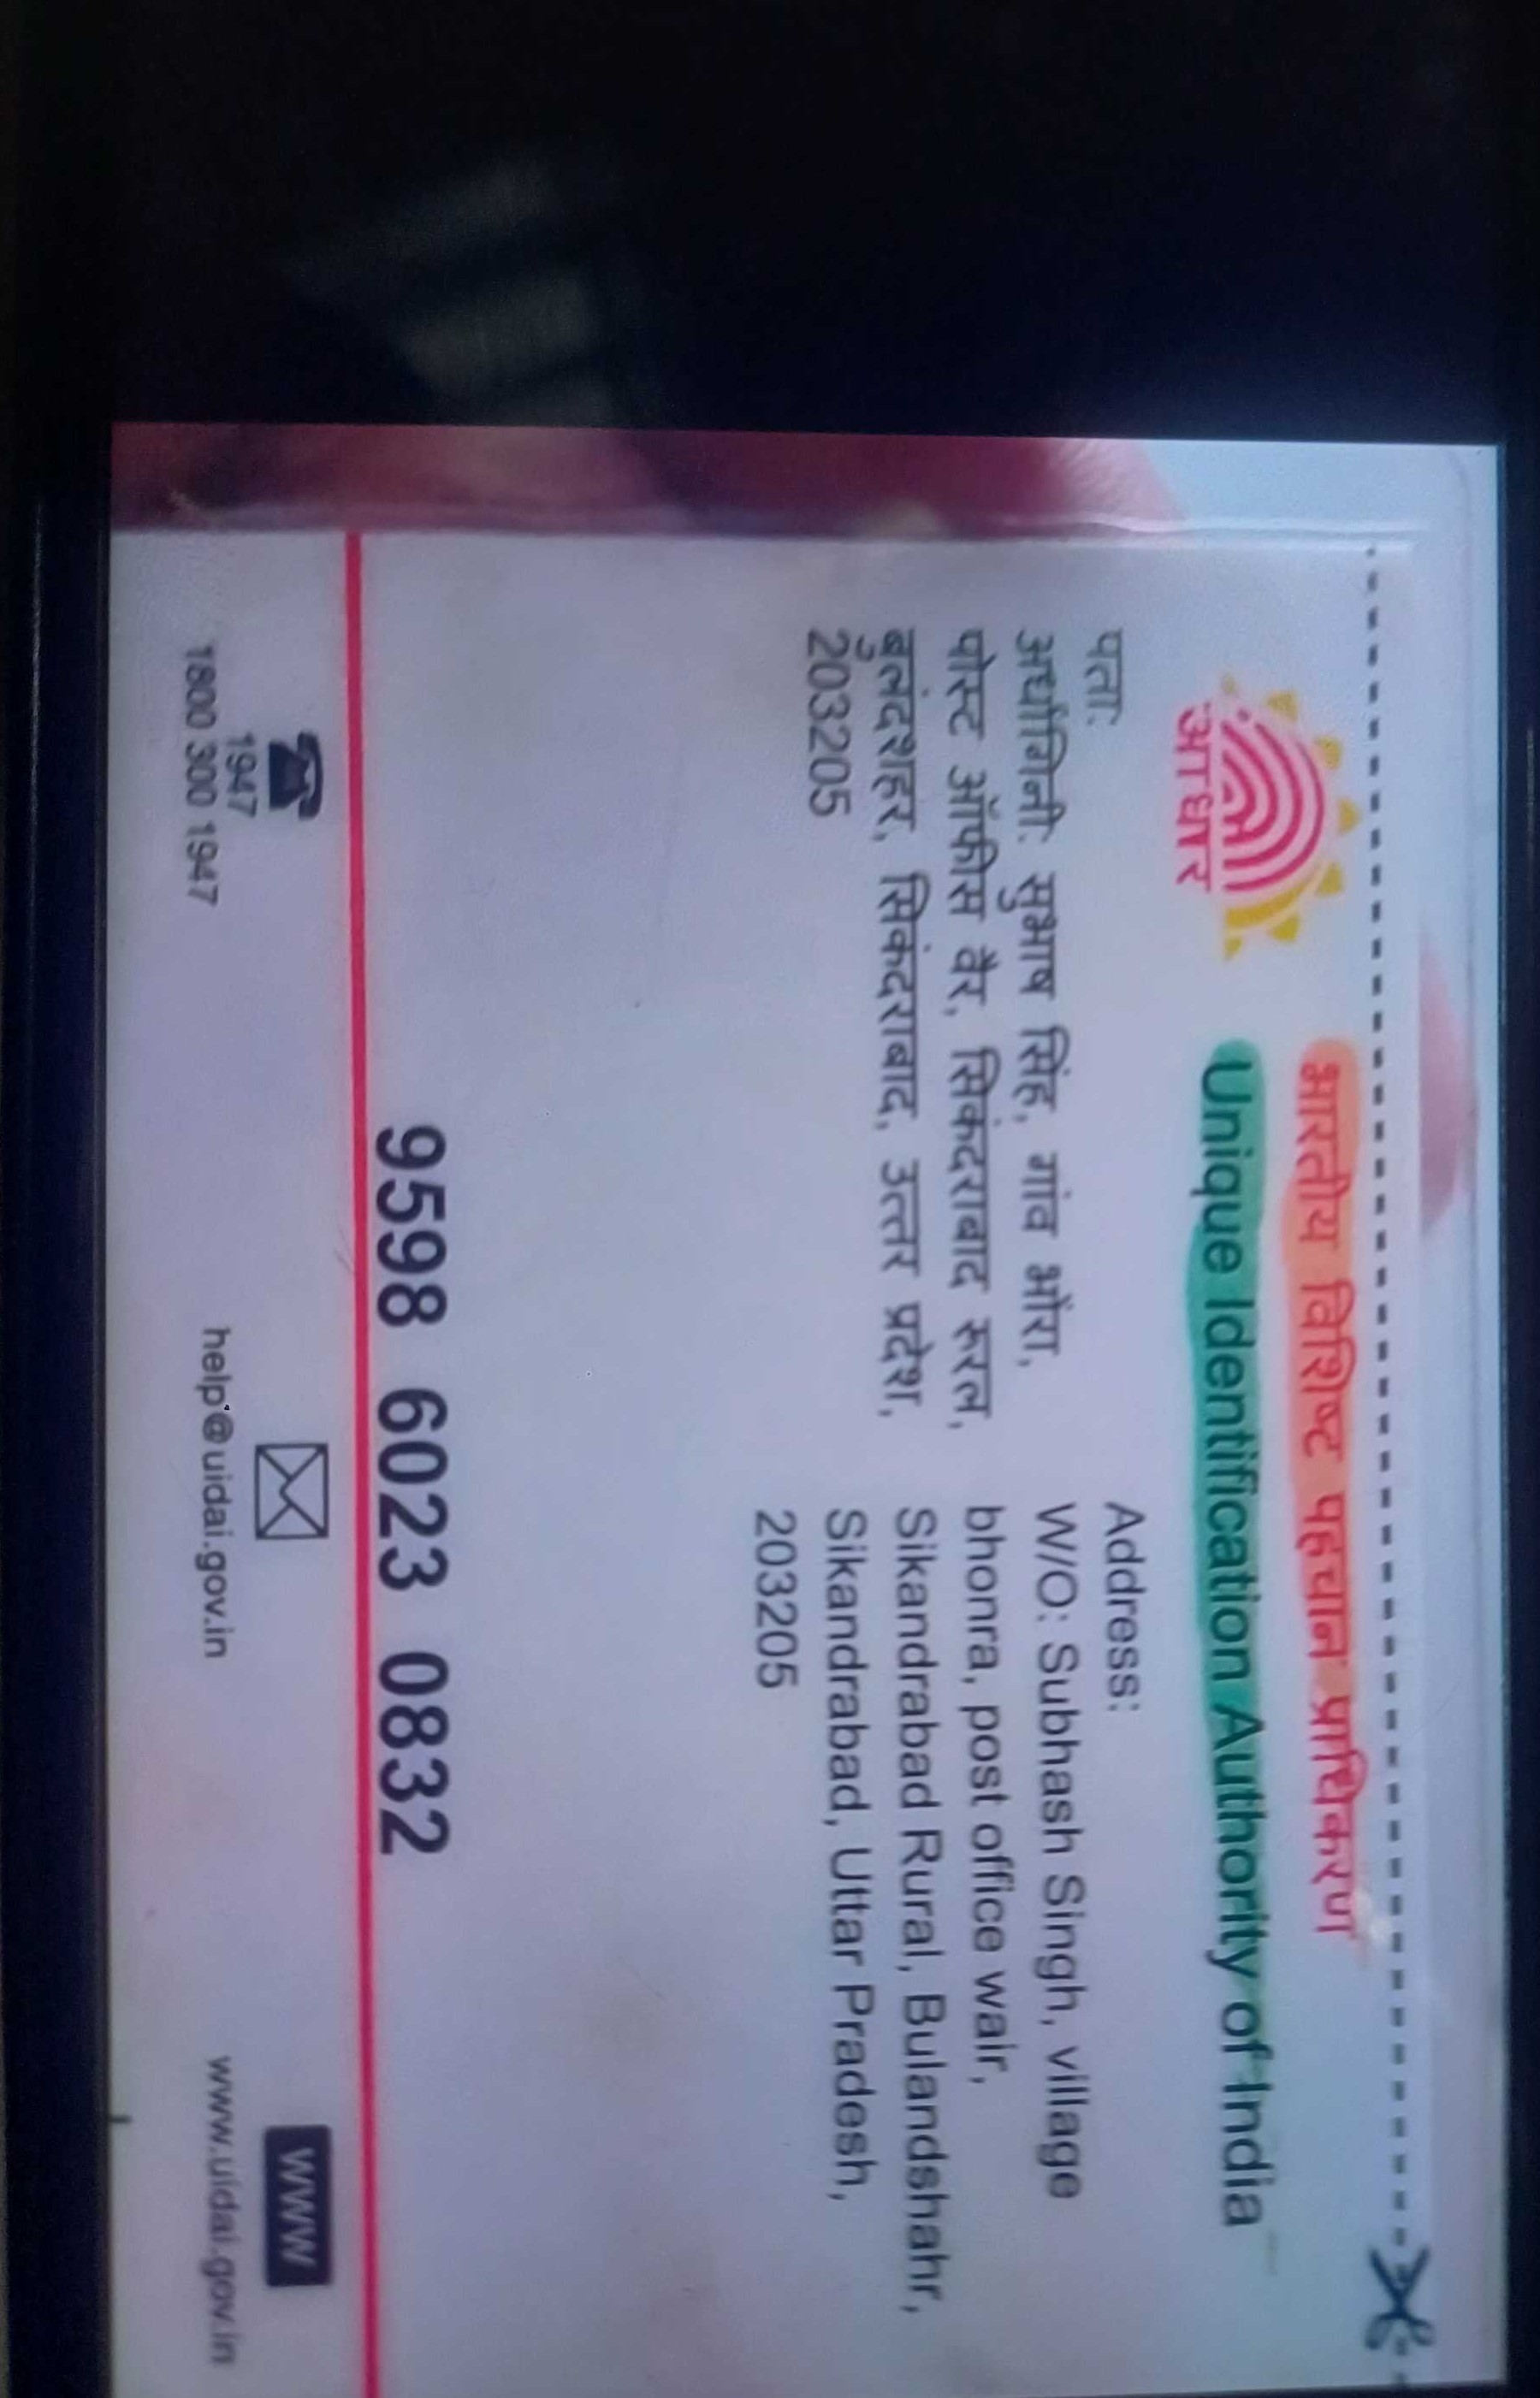 भारतीय विशिष्ट पहचान प्राधिकरण
Unique Identification Authority of India
आधार
पता:
अर्धांगिनी: सुभाष सिंह, गांव भोंरा,
पोस्ट ऑफीस वैर, सिकंदराबाद रूरल,
बुलंदशहर, सिकंदराबाद, उत्तर प्रदेश,
203205
Address:
W/O: Subhash Singh, village
bhonra, post office wair,
Sikandrabad Rural, Bulandshahr,
Sikandrabad, Uttar Pradesh,
203205
9598 6023 0832
1947
1800 300 1947
help@uidai.gov.in
WWW
www.uidai.gov.in